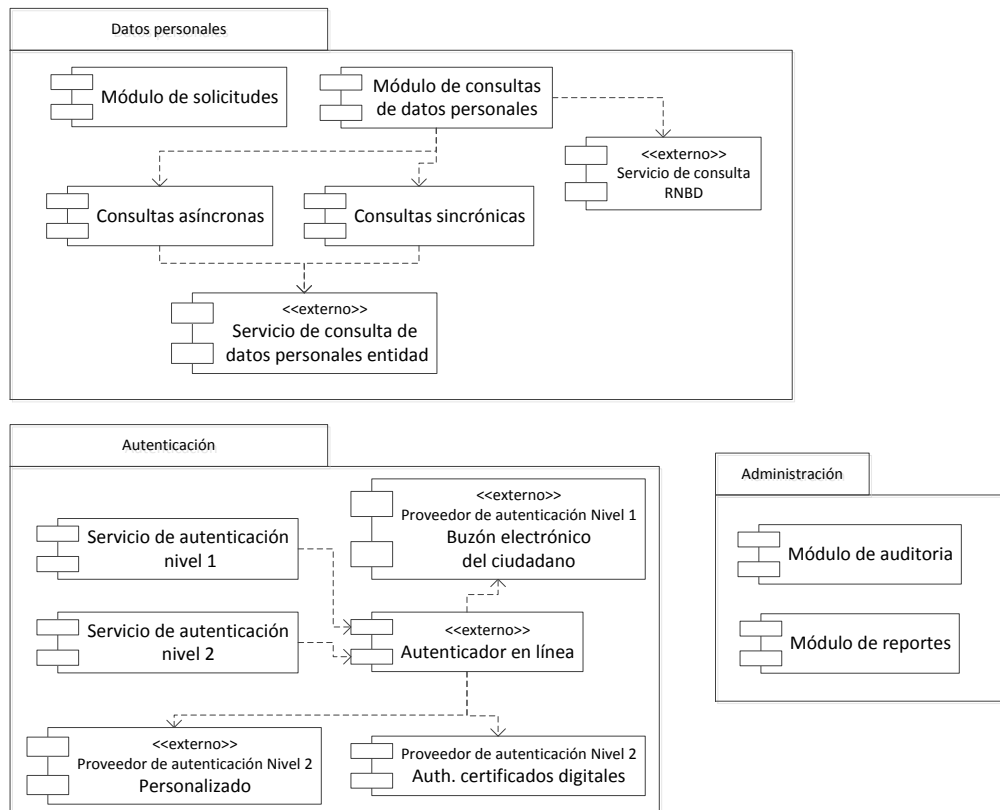 Datos personales
Módulo de solicitudes
Módulo de consultas
de datos personales
<<externo>>
Servicio de consulta
RNBD
Consultas asíncronas
Consultas sincrónicas
<<externo>>
Servicio de consulta de
datos personales entidad
Autenticación
Servicio de autenticación
nivel 1
<<externo>>
Proveedor de autenticación Nivel 1
Buzón electrónico
del ciudadano
Servicio de autenticación
nivel 2
<<externo>>
Autenticador en línea
<<externo>>
Proveedor de autenticación Nivel 2
Personalizado
Proveedor de autenticación Nivel 2
Auth. certificados digitales
Administración
Módulo de auditoria
Módulo de reportes